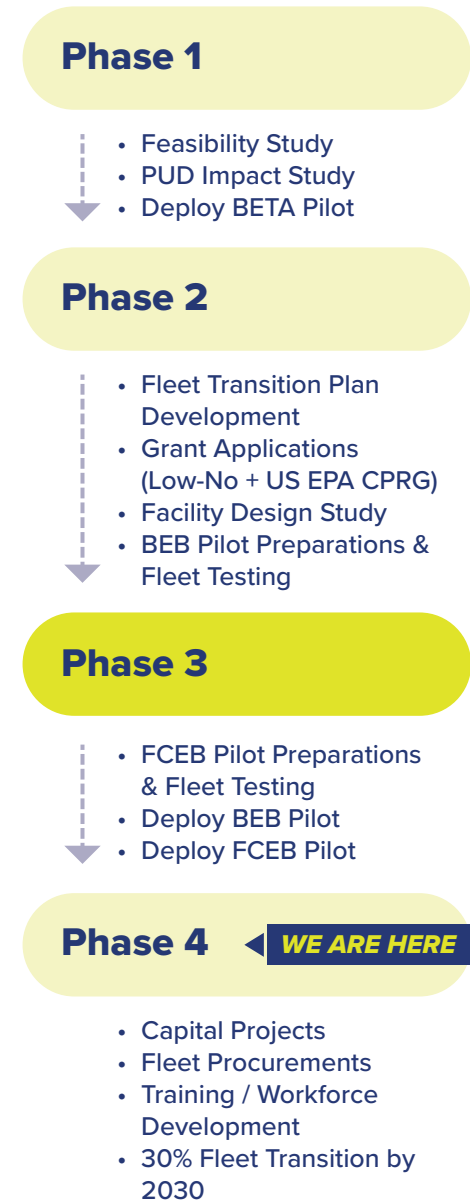 Phase 1
• Feasibility Study
• PUD Impact Study
• Deploy BETA Pilot
Phase 2
• Fleet Transition Plan
Development
• Grant Applications
(Low-No + US EPA CPRG)
• Facility Design Study
• BEB Pilot Preparations &
Fleet Testing
Phase 3
• FCEB Pilot Preparations
& Fleet Testing
• Deploy BEB Pilot
• Deploy FCEB Pilot
Phase 4 WE ARE HERE
• Capital Projects
• Fleet Procurements
• Training / Workforce
Development
• 30% Fleet Transition by
2030